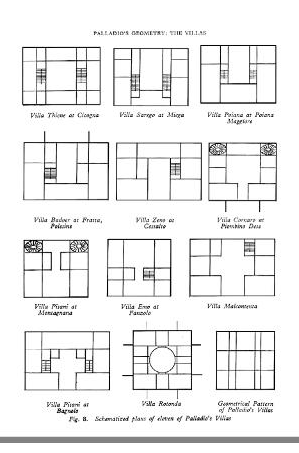 PALLADIO'S GEOMETRY: THE VILLAS
Villa Thiene at Cicogna
Villa Sarego at Miega
Villa Poiana at Poiana
Maggiore
Villa Badoer at Fratta,
Polesine
Villa Zeno at
Cessalto
Villa Cornaro at
Piombino Dese
Villa Pisani at
Montagnana
Villa Emo at
Fanzolo
Villa Malcontenta
Villa Pisani at
Bagnolo
Villa Rotonda
Geometrical Pattern
of Palladio's Villas
Fig. 8. Schematized plans of eleven of Palladio's Villas